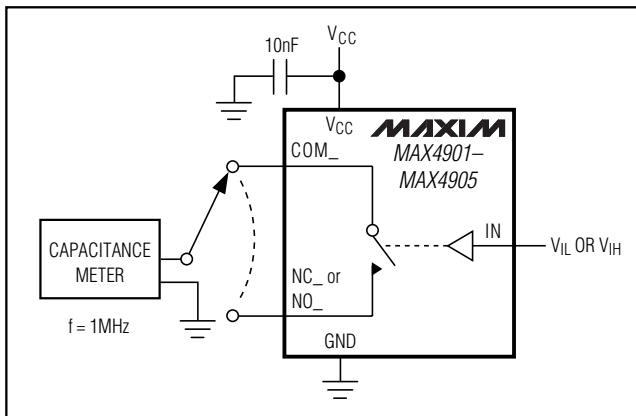 10nF
VCC
VCC
MAXIM
MAX4901–
MAX4905
COM_
IN
VIL OR VIH
CAPACITANCE
METER
NC_ or
NO_
f = 1MHz
GND